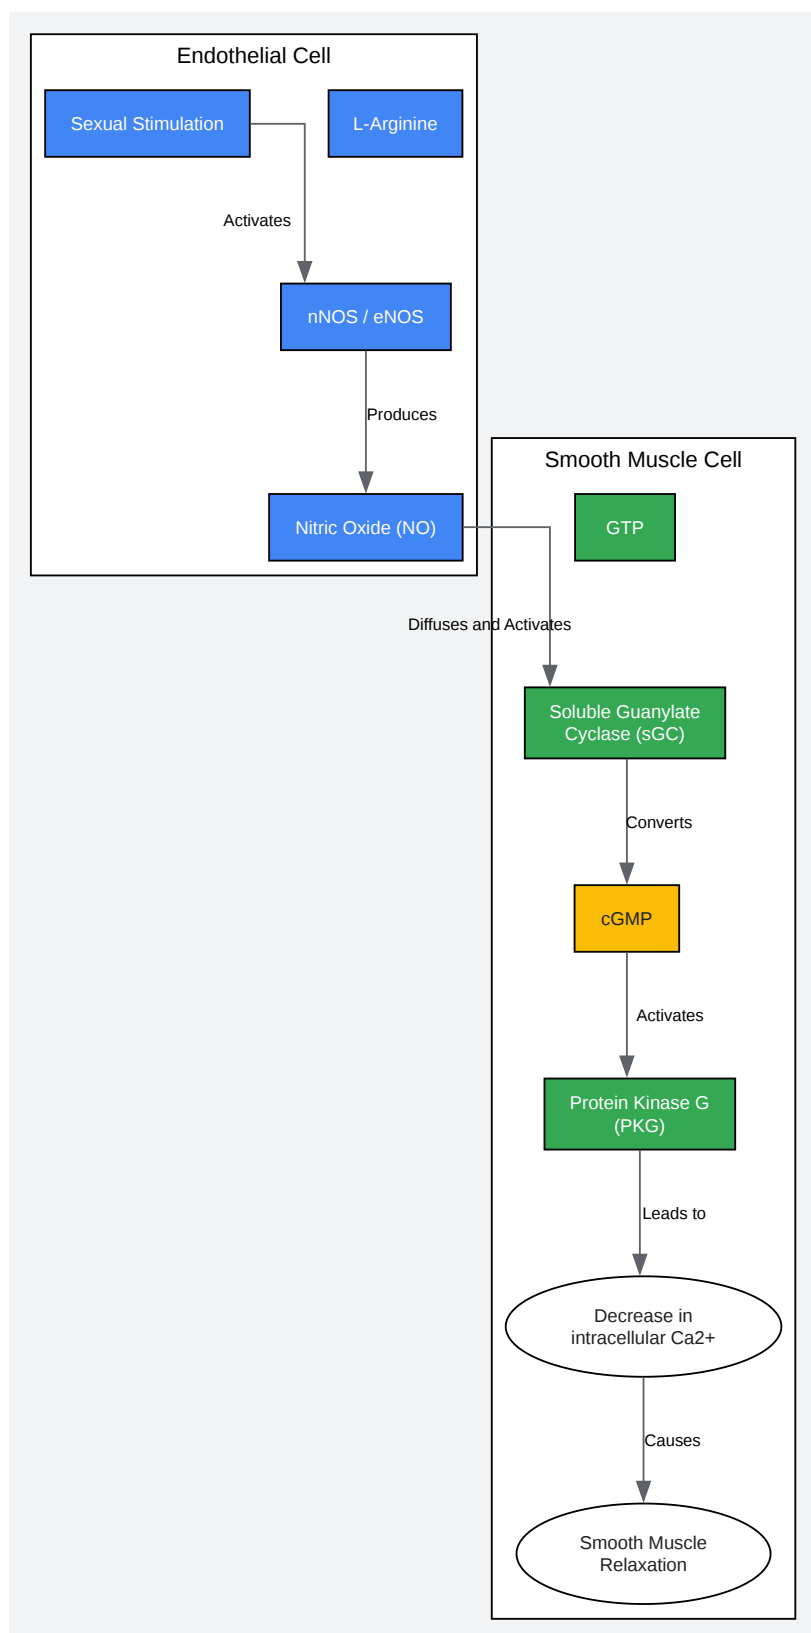 Endothelial Cell
Sexual Stimulation
L-Arginine
Activates
nNOS / eNOS
Produces
Smooth Muscle Cell
Nitric Oxide (NO)
GTP
Diffuses and Activates
Soluble Guanylate
Cyclase (sGC)
Converts
cGMP
Activates
Protein Kinase G
(PKG)
Leads to
Decrease in
intracellular Ca2+
Causes
Smooth Muscle
Relaxation